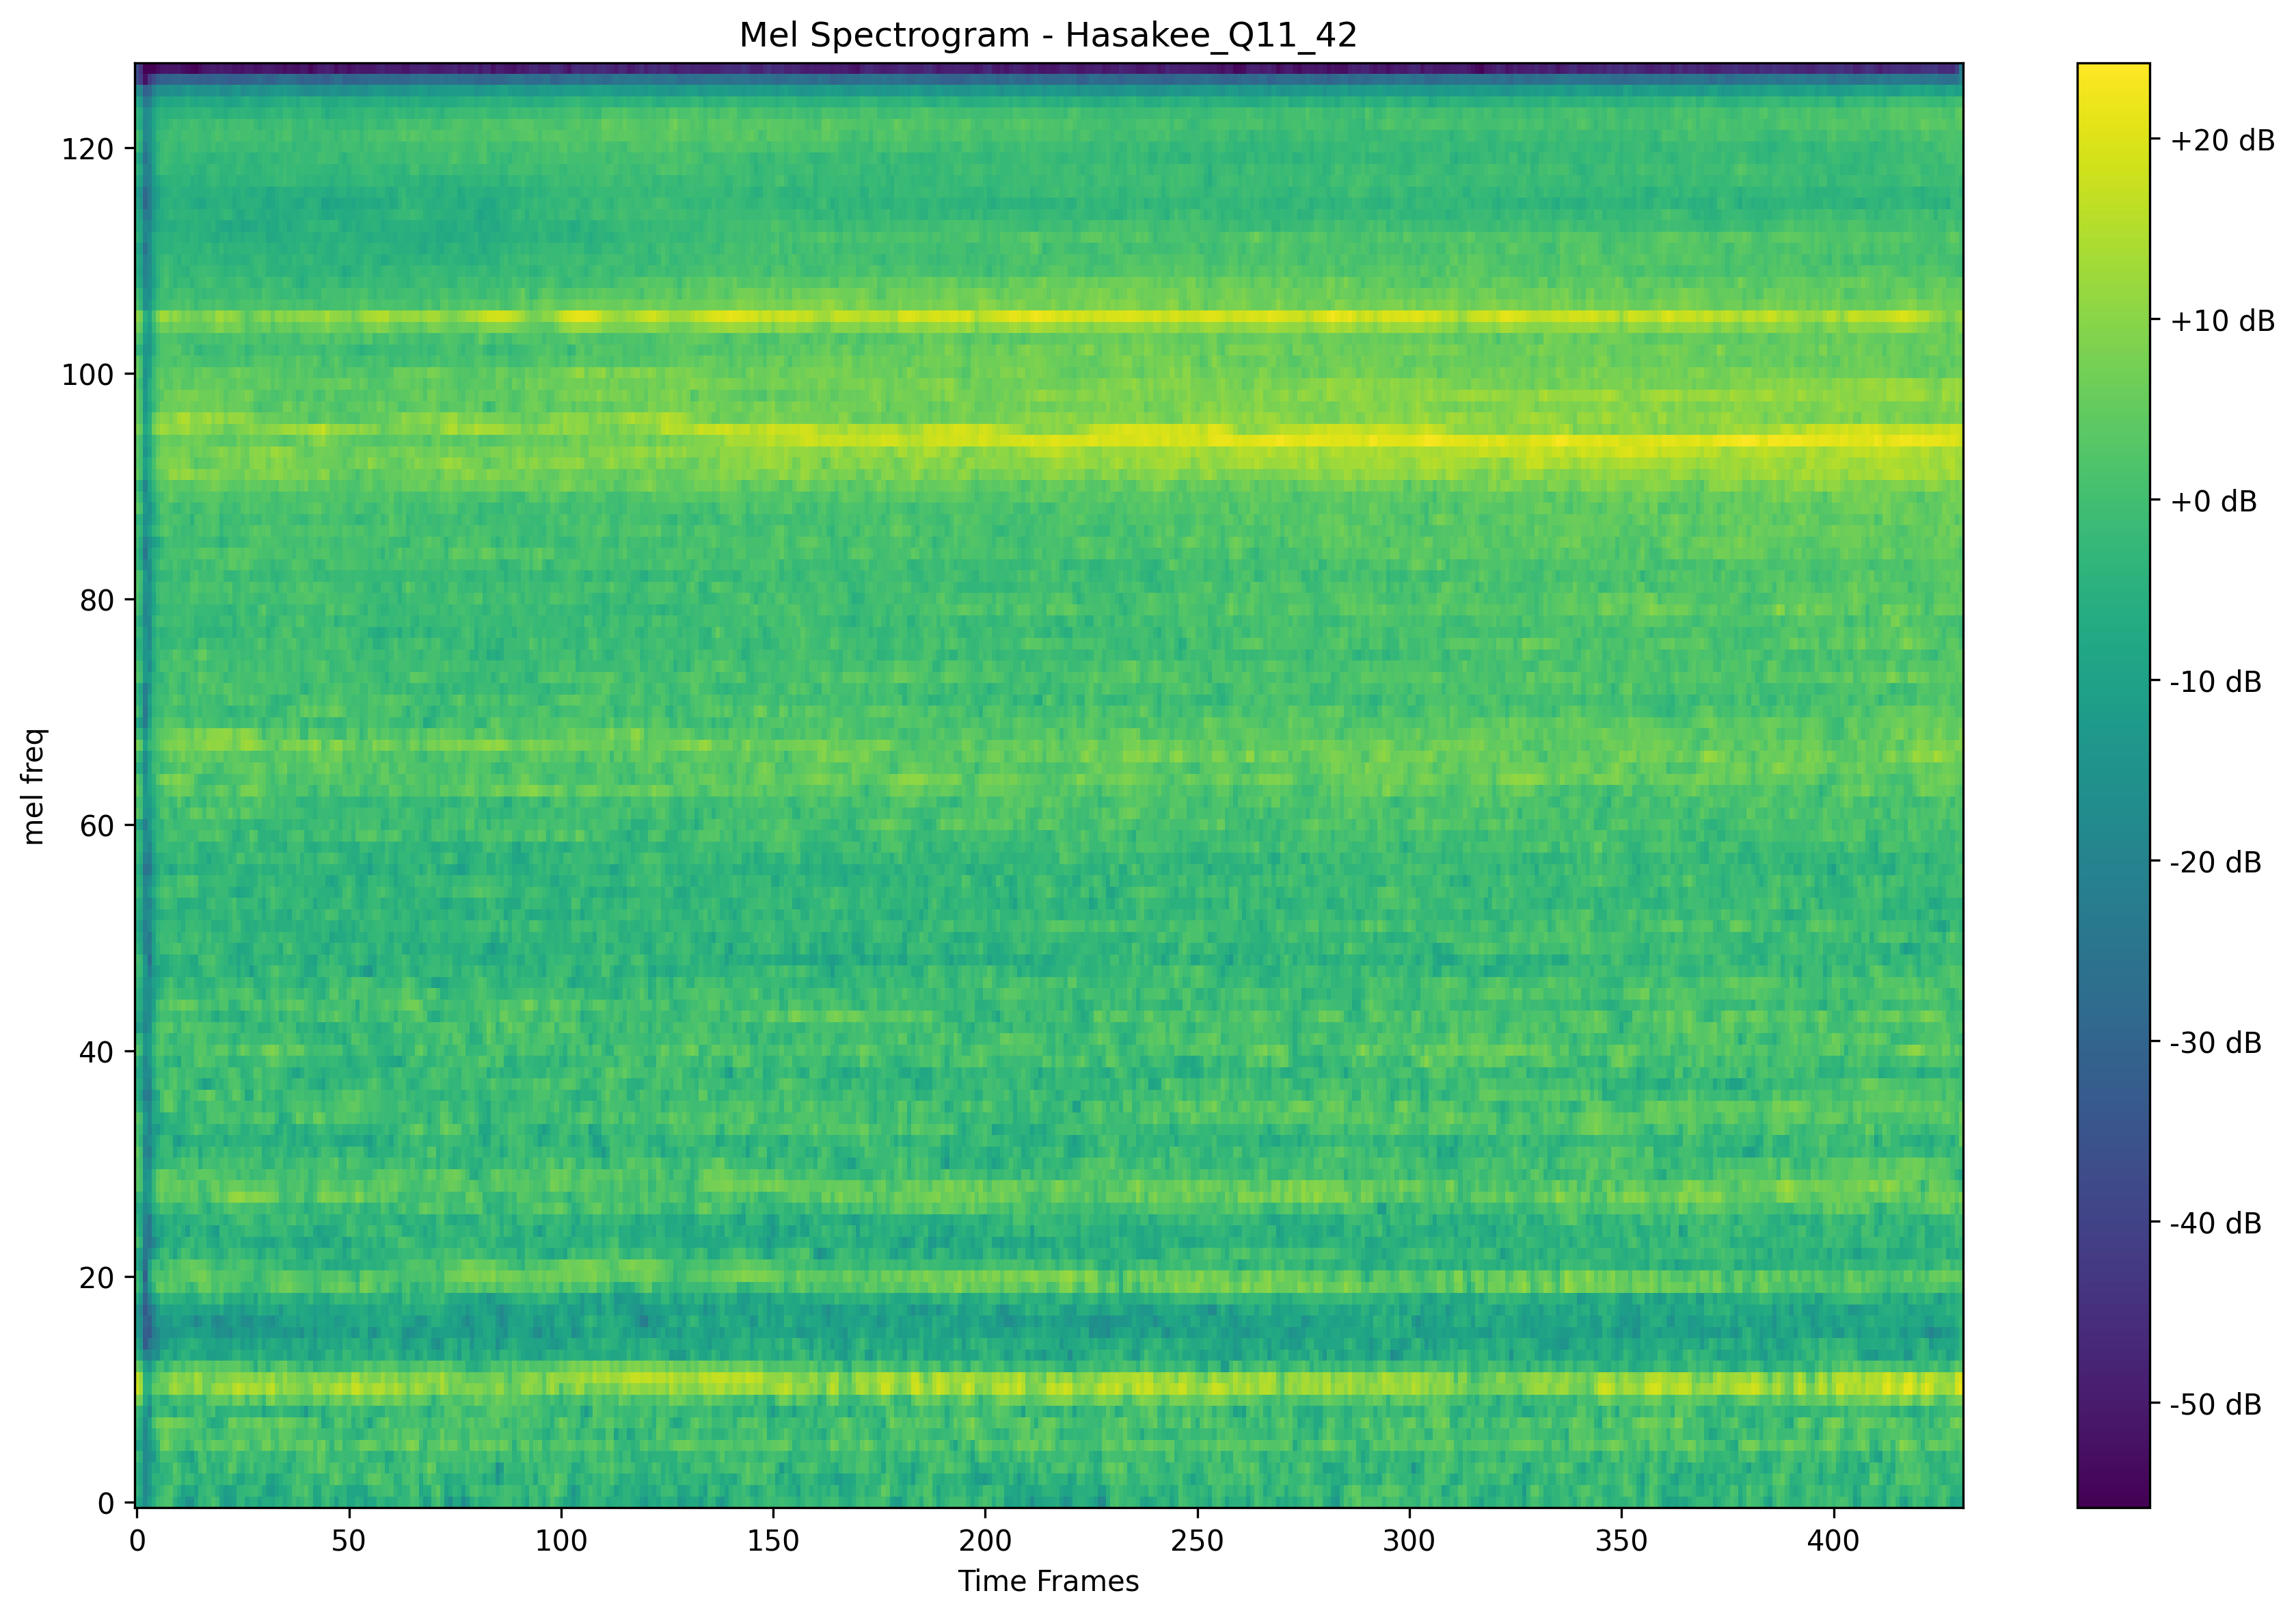 Mel Spectrogram - Hasakee_Q11_42
mel freq
120
100
80
60
40
20
0
0 50 100 150 200 250 300 350 400
Time Frames
+20 dB
+10 dB
+0 dB
-10 dB
-20 dB
-30 dB
-40 dB
-50 dB